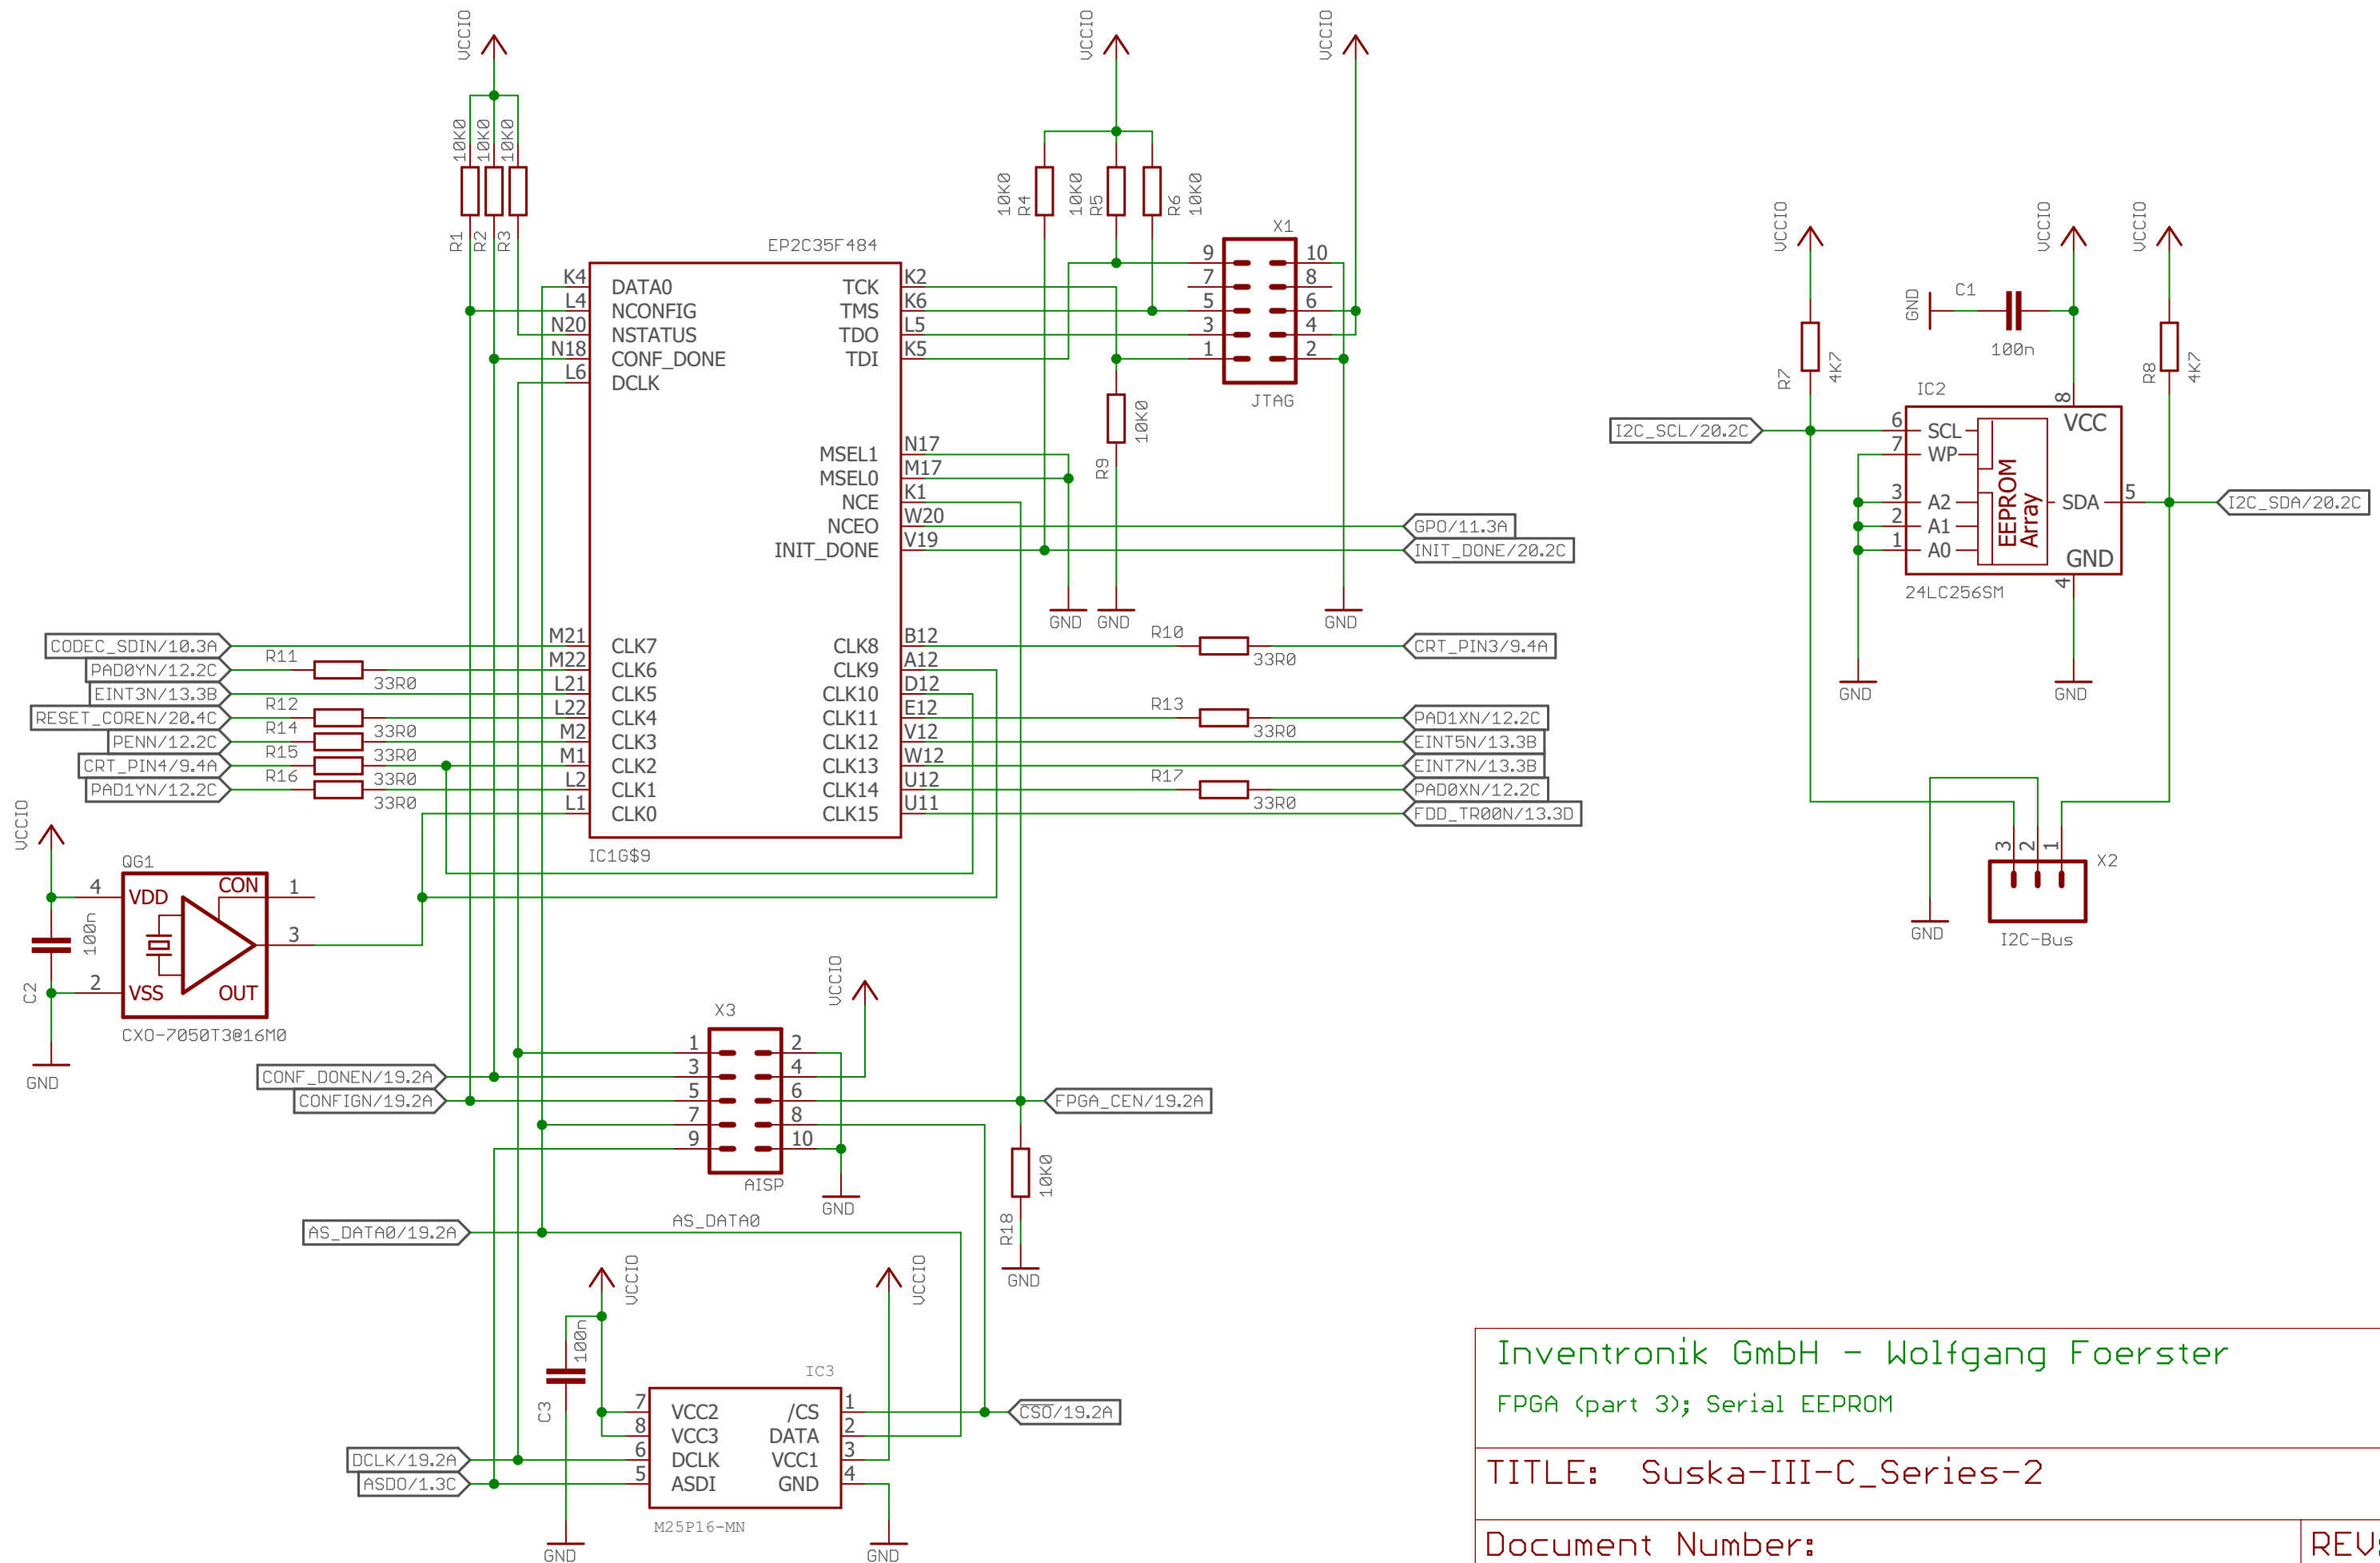 VCCIO
VCCIO
VCCIO
10K0
10K0
10K0
R1
R2
R3
10K0
R4
10K0
R5
R6
10K0
EP2C35F484
K4 DATA0
L4 NCONFIG
N20 NSTATUS
N18 CONF_DONE
L6 DCLK
TCK K2
TMS K6
TDO L5
TDI K5
MSEL1 N17
MSEL0 M17
NCE K1
NCEO W20
INIT_DONE V19
M21 CLK7
M22 CLK6
L21 CLK5
L22 CLK4
M2 CLK3
M1 CLK2
L2 CLK1
L1 CLK0
CLK8 B12
CLK9 A12
CLK10 D12
CLK11 E12
CLK12 V12
CLK13 W12
CLK14 U12
CLK15 U11
IC1G$9
X1
9 10
7 8
5 6
3 4
1 2
JTAG
10K0
R9
GND
GND
GND
GPO/11.3A
INIT_DONE/20.2C
R10
33R0
CRT_PIN3/9.4A
R13
33R0
PAD1XN/12.2C
EINT5N/13.3B
EINT7N/13.3B
R17
33R0
PAD0XN/12.2C
FDD_TR00N/13.3D
CODEC_SDIN/10.3A
PAD0YN/12.2C
R11
33R0
EINT3N/13.3B
RESET_COREN/20.4C
R12
33R0
PENN/12.2C
R14
33R0
CRT_PIN4/9.4A
R15
33R0
PAD1YN/12.2C
R16
33R0
VCCIO
QG1
4 VDD
CON 1
3
2 VSS
OUT
100n
C2
CXO-7050T3@16M0
GND
VCCIO
VCCIO
VCCIO
GND
C1
100n
R7
4K7
R8
4K7
IC2
8
VCC
6 SCL
7 WP
3 A2
2 A1
1 A0
EEPROM
Array
SDA 5
GND
4
24LC256SM
I2C_SCL/20.2C
I2C_SDA/20.2C
GND
GND
3
2
1
X2
GND
I2C-Bus
X3
VCCIO
1 2
3 4
5 6
7 8
9 10
AISP
GND
CONF_DONEN/19.2A
CONFIGN/19.2A
FPGA_CEN/19.2A
10K0
R18
GND
AS_DATA0/19.2A
AS_DATA0
VCCIO
VCCIO
100n
C3
IC3
7 VCC2
8 VCC3
6 DCLK
5 ASDI
/CS 1
DATA 2
VCC1 3
GND 4
M25P16-MN
CSO/19.2A
DCLK/19.2A
ASDO/1.3C
GND
GND
Inventronik GmbH - Wolfgang Foerster
FPGA (part 3); Serial EEPROM
TITLE: Suska-III-C_Series-2
Document Number:
REV: